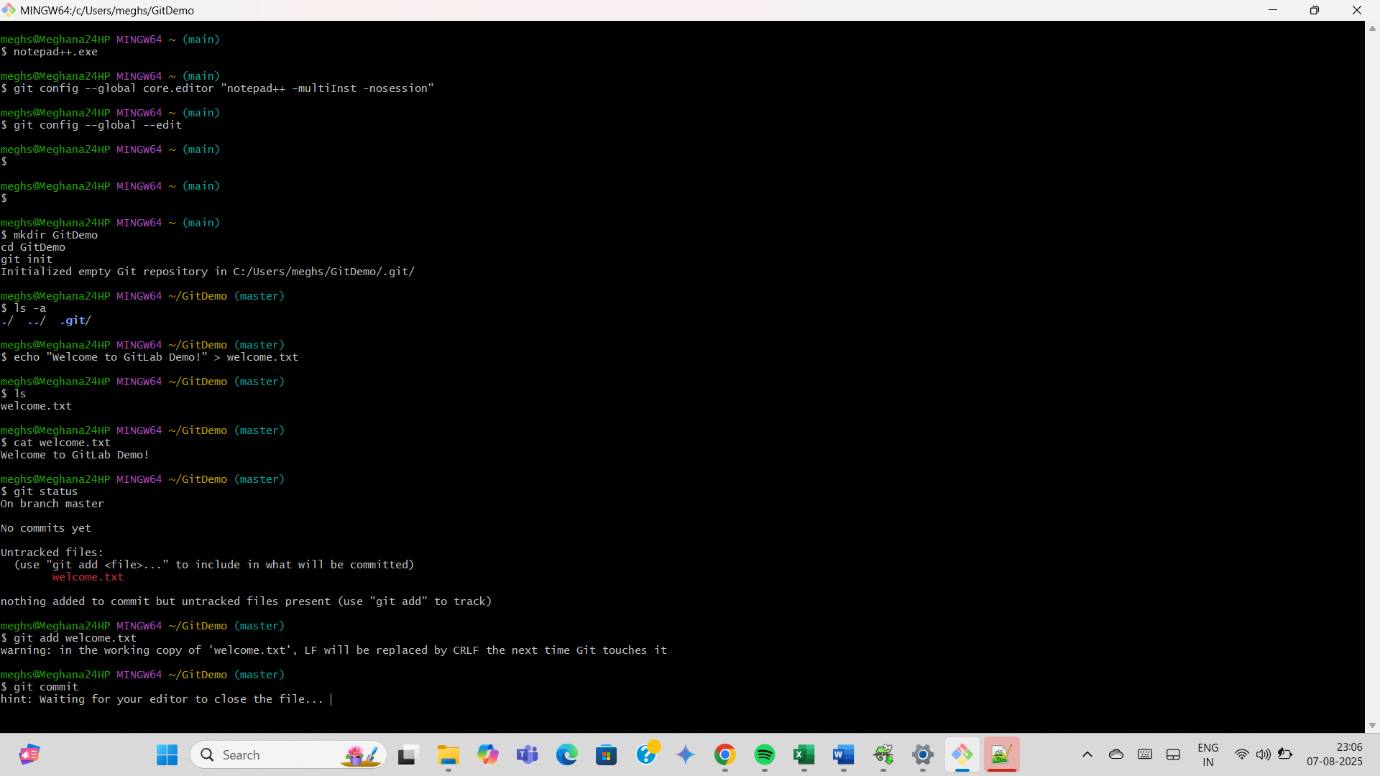 MINGW64:/c/Users/meghs/GitDemo
meghs@Meghana24HP MINGW64 ~ (main)
$ notepad++.exe
meghs@Meghana24HP MINGW64 ~ (main)
$ git config --global core.editor "notepad++ -multiInst -nosession"
meghs@Meghana24HP MINGW64 ~ (main)
$ git config --global --edit
meghs@Meghana24HP MINGW64 ~ (main)
$
meghs@Meghana24HP MINGW64 ~ (main)
$
meghs@Meghana24HP MINGW64 ~ (main)
$ mkdir GitDemo
cd GitDemo
git init
Initialized empty Git repository in C:/Users/meghs/GitDemo/.git/
meghs@Meghana24HP MINGW64 ~/GitDemo (master)
$ ls -a
./  ../  .git/
meghs@Meghana24HP MINGW64 ~/GitDemo (master)
$ echo "Welcome to GitLab Demo!" > welcome.txt
meghs@Meghana24HP MINGW64 ~/GitDemo (master)
$ ls
welcome.txt
meghs@Meghana24HP MINGW64 ~/GitDemo (master)
$ cat welcome.txt
Welcome to GitLab Demo!
meghs@Meghana24HP MINGW64 ~/GitDemo (master)
$ git status
On branch master
No commits yet
Untracked files:
  (use "git add <file>..." to include in what will be committed)
        welcome.txt
nothing added to commit but untracked files present (use "git add" to track)
meghs@Meghana24HP MINGW64 ~/GitDemo (master)
$ git add welcome.txt
warning: in the working copy of 'welcome.txt', LF will be replaced by CRLF the next time Git touches it
meghs@Meghana24HP MINGW64 ~/GitDemo (master)
$ git commit
hint: Waiting for your editor to close the file...
Search
ENG
IN
23:06
07-08-2025